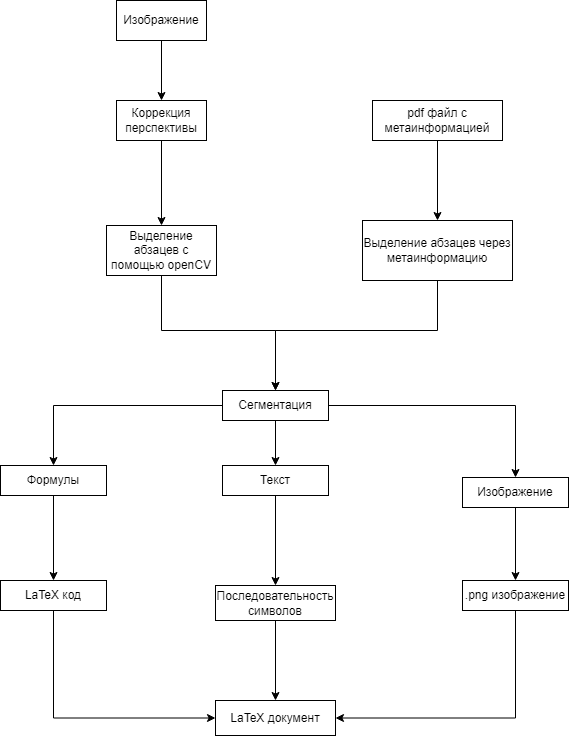 Изображение
Коррекция
перспективы
pdf файл с
метаинформацией
Выделение
абзацев с
помощью openCV
Выделение абзацев через
метаинформацию
Сегментация
Формулы
Текст
Изображение
LaTeX код
Последовательность
символов
.png изображение
LaTeX документ